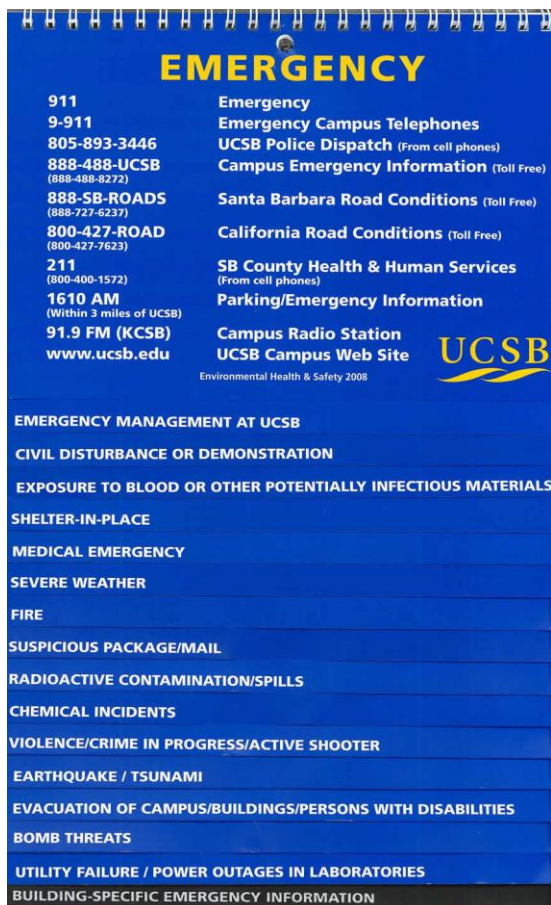 EMERGENCY
911 Emergency
9-911 Emergency Campus Telephones
805-893-3446 UCSB Police Dispatch (From cell phones)
888-488-UCSB Campus Emergency Information (Toll Free)
(888-488-8272)
888-SB-ROADS Santa Barbara Road Conditions (Toll Free)
(888-727-6237)
800-427-ROAD California Road Conditions (Toll Free)
(800-427-7623)
211 SB County Health & Human Services
(800-400-1572) (From cell phones)
1610 AM Parking/Emergency Information
(Within 3 miles of UCSB)
91.9 FM (KCSB) Campus Radio Station
www.ucsb.edu UCSB Campus Web Site
UCSB
Environmental Health & Safety 2008
EMERGENCY MANAGEMENT AT UCSB
CIVIL DISTURBANCE OR DEMONSTRATION
EXPOSURE TO BLOOD OR OTHER POTENTIALLY INFECTIOUS MATERIALS
SHELTER-IN-PLACE
MEDICAL EMERGENCY
SEVERE WEATHER
FIRE
SUSPICIOUS PACKAGE/MAIL
RADIOACTIVE CONTAMINATION/SPILLS
CHEMICAL INCIDENTS
VIOLENCE/CRIME IN PROGRESS/ACTIVE SHOOTER
EARTHQUAKE / TSUNAMI
EVACUATION OF CAMPUS/BUILDINGS/PERSONS WITH DISABILITIES
BOMB THREATS
UTILITY FAILURE / POWER OUTAGES IN LABORATORIES
BUILDING-SPECIFIC EMERGENCY INFORMATION